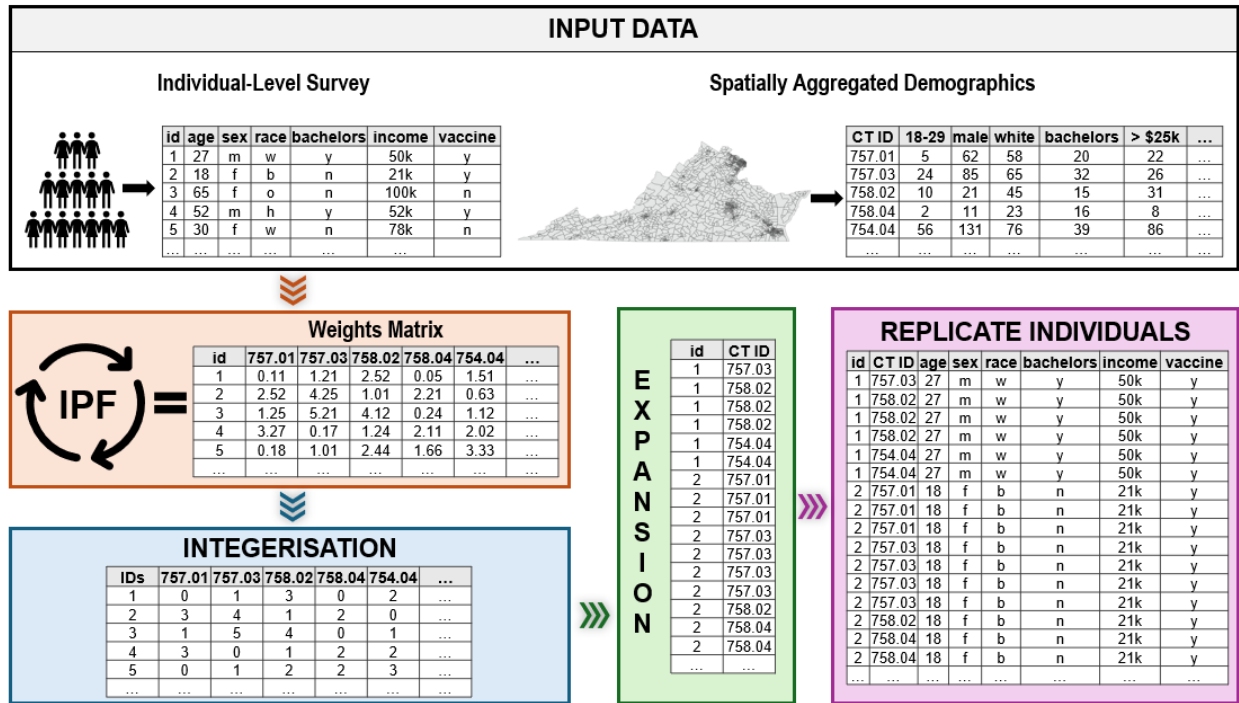 INPUT DATA
Individual-Level Survey
id age sex race bachelors income vaccine
1 27 m w y 50k y
2 18 f b n 21k y
3 65 f o n 100k n
4 52 m h y 52k y
5 30 f w n 78k n
... ... ... ... ... ...
Spatially Aggregated Demographics
CT ID 18-29 male white bachelors > $25k ...
757.01 5 62 58 20 22 ...
757.03 24 85 65 32 26 ...
758.02 10 21 45 15 31 ...
758.04 2 11 23 16 8 ...
754.04 56 131 76 39 86 ...
... ... ... ... ... ...
IPF =
Weights Matrix
id 757.01 757.03 758.02 758.04 754.04 ...
1 0.11 1.21 2.52 0.05 1.51 ...
2 2.52 4.25 1.01 2.21 0.63 ...
3 1.25 5.21 4.12 0.24 1.12 ...
4 3.27 0.17 1.24 2.11 2.02 ...
5 0.18 1.01 2.44 1.66 3.33 ...
... ... ... ... ... ...
INTEGERISATION
IDs 757.01 757.03 758.02 758.04 754.04 ...
1 0 1 3 0 2 ...
2 3 4 1 2 0 ...
3 1 5 4 0 1 ...
4 3 0 1 2 2 ...
5 0 1 2 2 3 ...
... ... ... ... ... ... ...
EXPANSION
id CT ID
1 757.03
1 758.02
1 758.02
1 758.02
1 754.04
1 754.04
2 757.01
2 757.01
2 757.01
2 757.03
2 757.03
2 757.03
2 757.03
2 758.02
2 758.04
2 758.04
... ...
REPLICATE INDIVIDUALS
id CT ID age sex race bachelors income vaccine
1 757.03 27 m w y 50k y
1 758.02 27 m w y 50k y
1 758.02 27 m w y 50k y
1 758.02 27 m w y 50k y
1 754.04 27 m w y 50k y
1 754.04 27 m w y 50k y
2 757.01 18 f b n 21k y
2 757.01 18 f b n 21k y
2 757.01 18 f b n 21k y
2 757.03 18 f b n 21k y
2 757.03 18 f b n 21k y
2 757.03 18 f b n 21k y
2 757.03 18 f b n 21k y
2 758.02 18 f b n 21k y
2 758.04 18 f b n 21k y
2 758.04 18 f b n 21k y
... ... ... ... ... ... ... ...